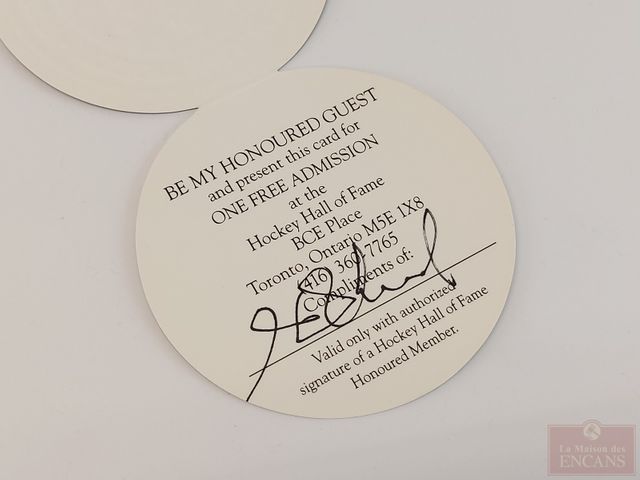 BE MY HONOURED GUEST
and present this card for
ONE FREE ADMISSION
at the
Hockey Hall of Fame
BCE Place
Toronto, Ontario M5E 1X8
7765
Compliments of:
Valid only with authorized
signature of a Hockey Hall of Fame
Honoured Member.
La Maison des
ENCANS